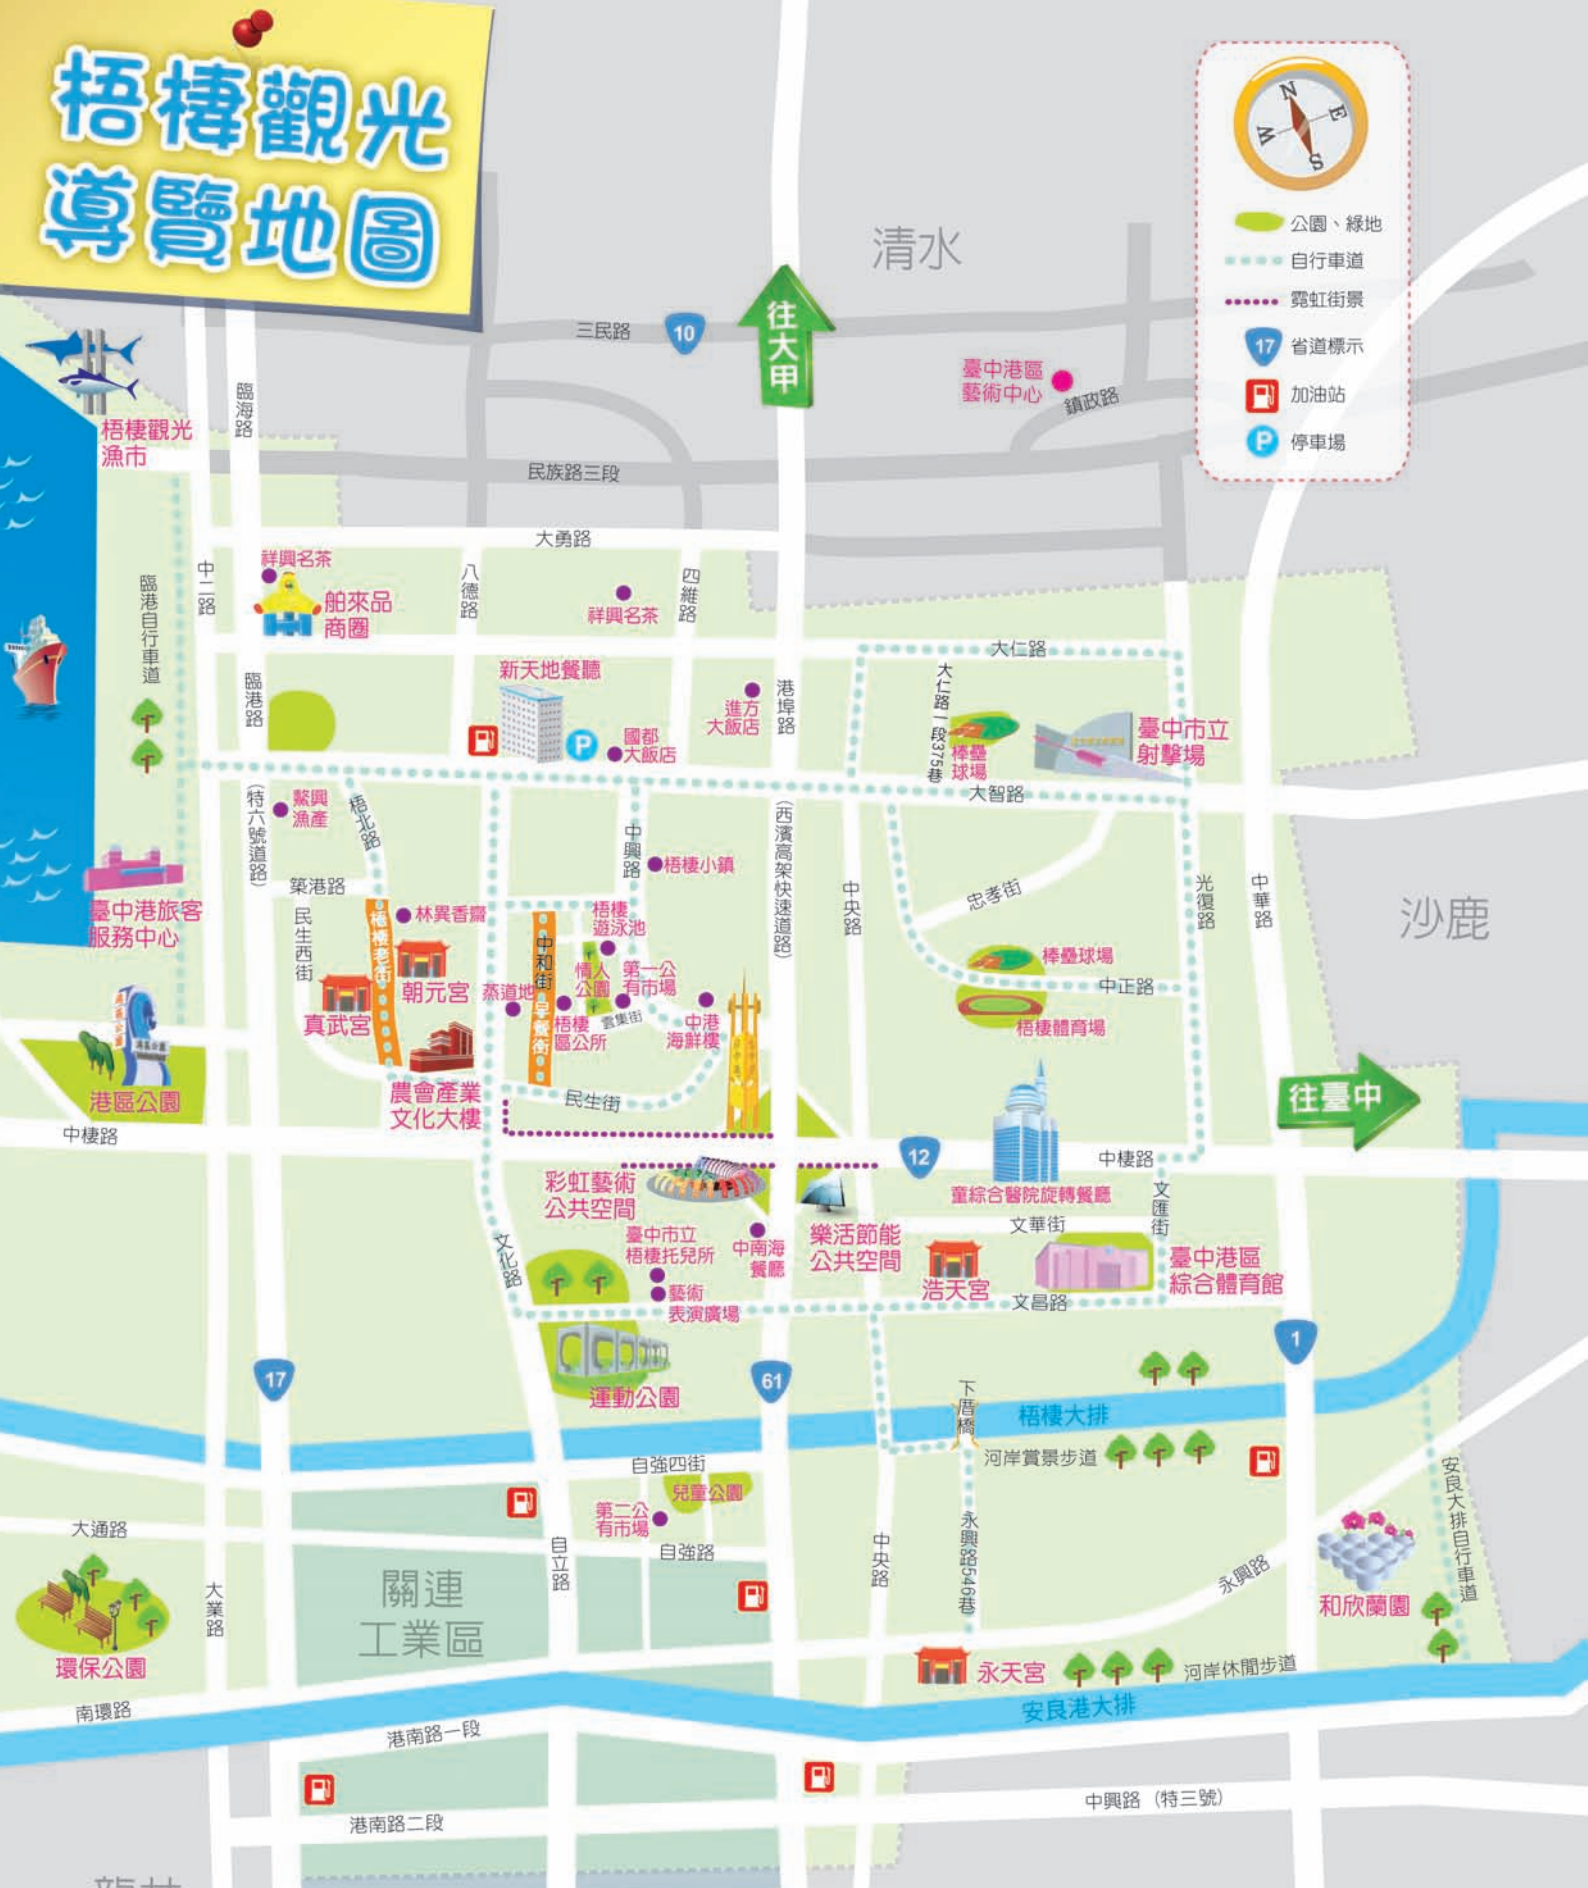 梧棲觀光
導覽地圖
N
E
W
S
公園、綠地
自行車道
霓虹街景
17
省道標示
加油站
P
停車場
清水
三民路
10
往大甲
臺中港區
藝術中心
鎮政路
臨海路
梧棲觀光
漁市
民族路三段
大勇路
中二路
祥興名茶
舶來品
商圈
八德路
祥興名茶
四維路
臨港自行車道
大仁路
新天地餐廳
臨港路
進方
大飯店
港埠路
大仁路一段375巷
棒壘
球場
臺中市立
射擊場
P
國都
大飯店
大智路
(特六號道路)
鰲興
漁產
梧北路
中興路
梧棲小鎮
(西濱高架快速道路)
中央路
忠孝街
光復路
中華路
沙鹿
築港路
臺中港旅客
服務中心
民生西街
梧棲老街
林異香齋
朝元宮
真武宮
中和街
早餐街
蒸道地
梧棲
遊泳池
情人
公園
第一公
有市場
梧棲
區公所
雲集街
中港
海鮮樓
棒壘球場
中正路
梧棲體育場
港區公園
農會產業
文化大樓
民生街
往臺中
中棲路
12
中棲路
童綜合醫院旋轉餐廳
彩虹藝術
公共空間
臺中市立
梧棲托兒所
中南海
餐廳
樂活節能
公共空間
文華街
文匯街
浩天宮
臺中港區
綜合體育館
文化路
藝術
表演廣場
文昌路
1
17
運動公園
61
下厝橋
梧棲大排
河岸賞景步道
自強四街
兒童公園
第二公
有市場
自強路
大通路
自立路
中央路
永興路546巷
安良大排自行車道
關連
工業區
大業路
永興路
和欣蘭園
環保公園
永天宮
河岸休閒步道
南環路
安良港大排
港南路一段
中興路（特三號）
港南路二段